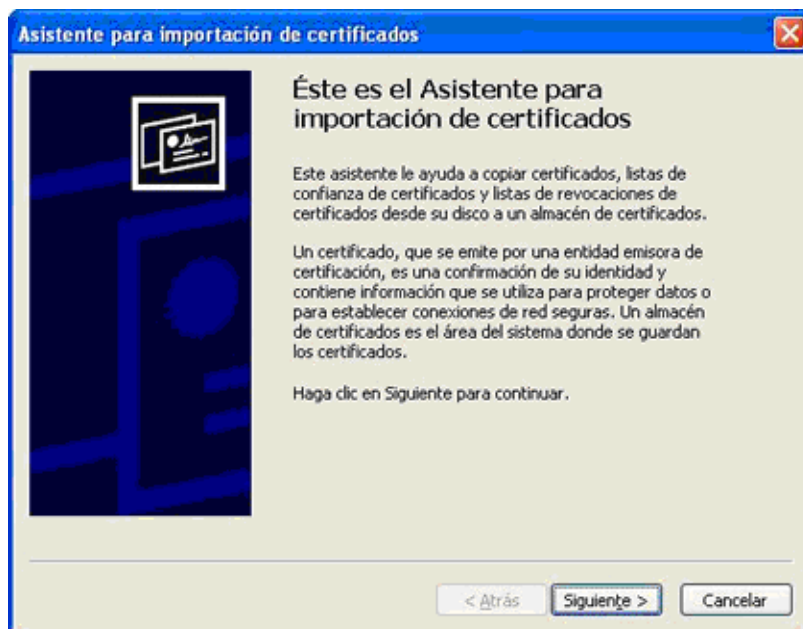 Asistente para importación de certificados
Éste es el Asistente para
importación de certificados
Este asistente le ayuda a copiar certificados, listas de
confianza de certificados y listas de revocaciones de
certificados desde su disco a un almacén de certificados.
Un certificado, que se emite por una entidad emisora de
certificación, es una confirmación de su identidad y
contiene información que se utiliza para proteger datos o
para establecer conexiones de red seguras. Un almacén
de certificados es el área del sistema donde se guardan
los certificados.
Haga clic en Siguiente para continuar.
< Atrás Siguiente > Cancelar